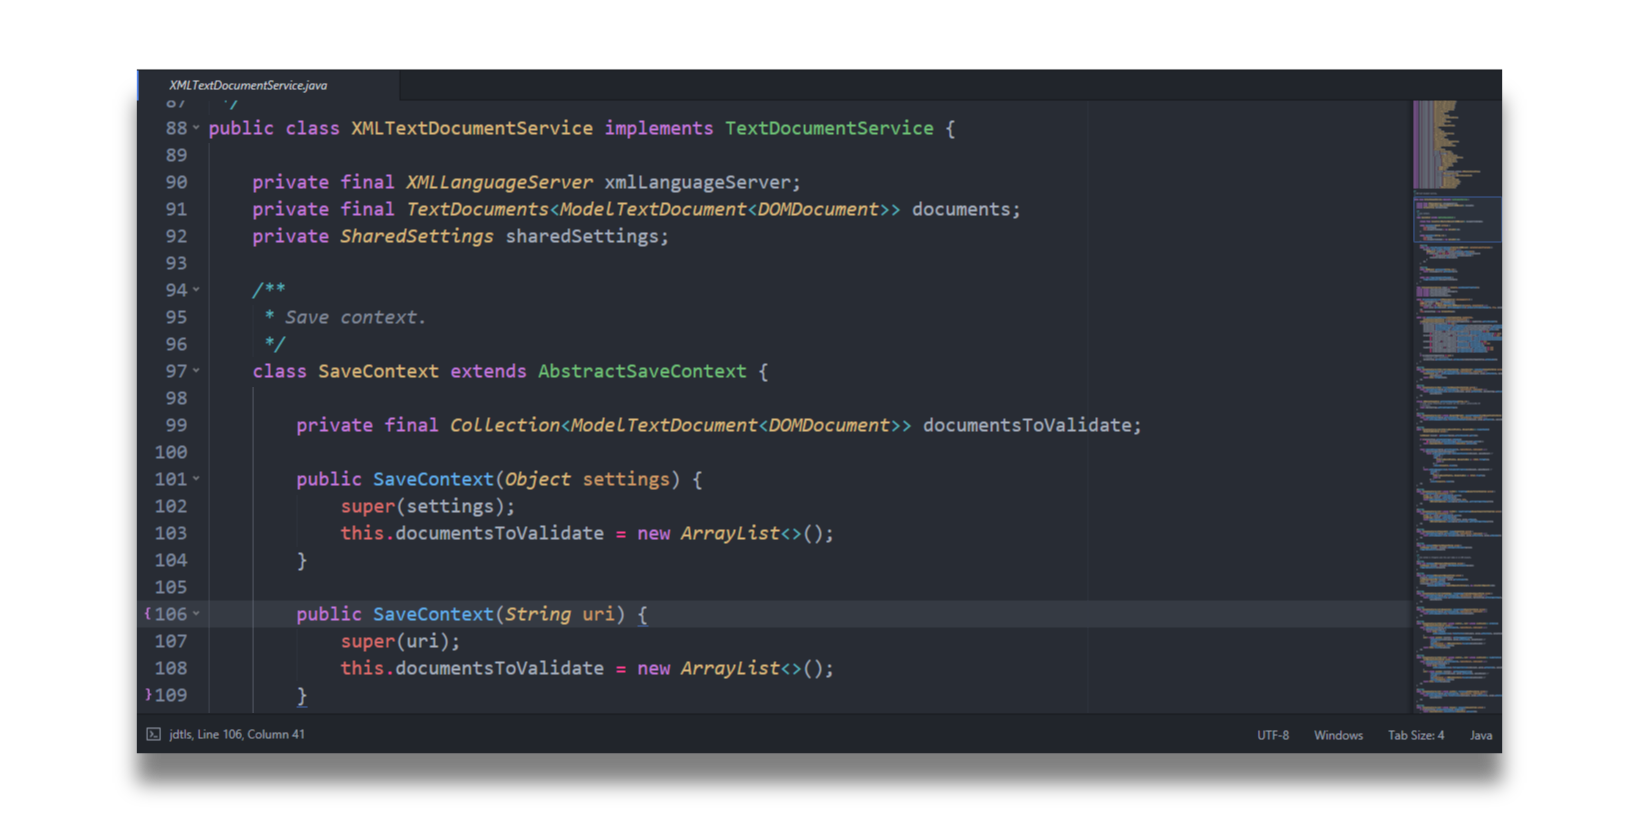 XMLTextDocumentService.java
87 */
88 public class XMLTextDocumentService implements TextDocumentService {
89
90 private final XMLLanguageServer xmlLanguageServer;
91 private final TextDocuments<ModelTextDocument<DOMDocument>> documents;
92 private SharedSettings sharedSettings;
93
94 /**
95 * Save context.
96 */
97 class SaveContext extends AbstractSaveContext {
98
99 private final Collection<ModelTextDocument<DOMDocument>> documentsToValidate;
100
101 public SaveContext(Object settings) {
102 super(settings);
103 this.documentsToValidate = new ArrayList<>();
104 }
105
{106 public SaveContext(String uri) {
107 super(uri);
108 this.documentsToValidate = new ArrayList<>();
}109 }
jdtls, Line 106, Column 41 UTF-8 Windows Tab Size: 4 Java